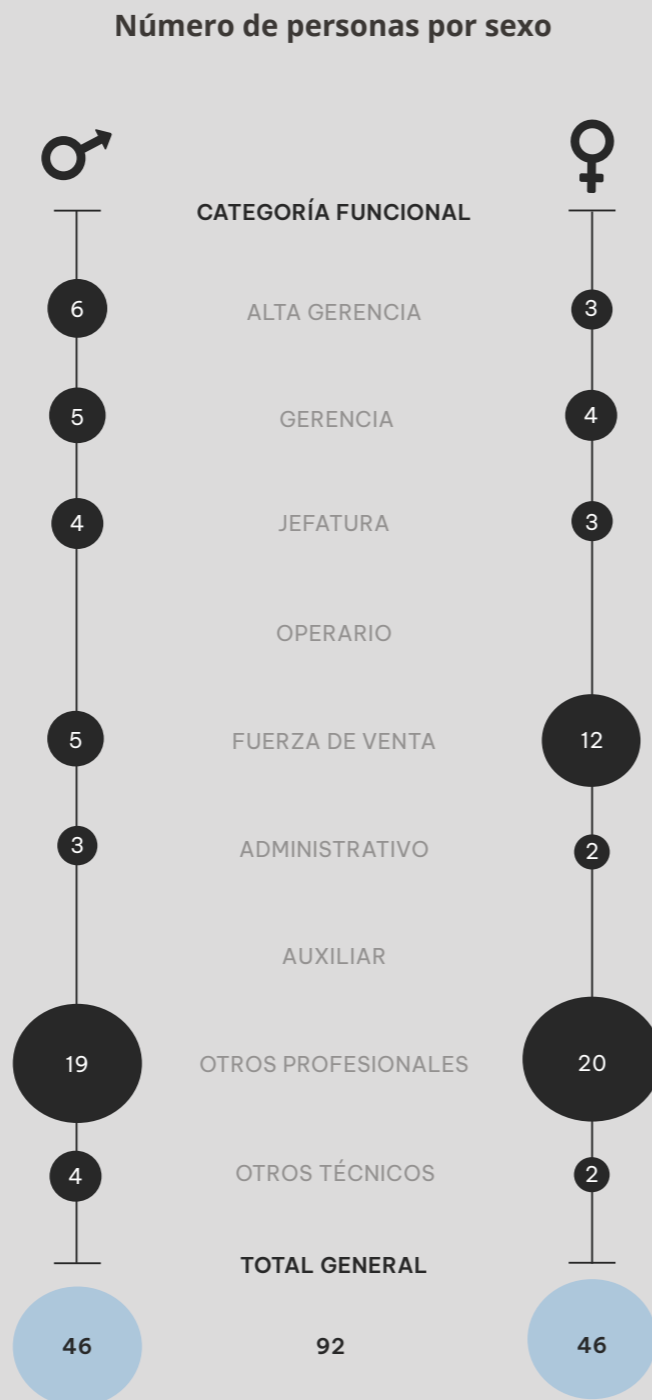 Número de personas por sexo
CATEGORÍA FUNCIONAL
6 ALTA GERENCIA 3
5 GERENCIA 4
4 JEFATURA 3
OPERARIO
5 FUERZA DE VENTA 12
3 ADMINISTRATIVO 2
AUXILIAR
19 OTROS PROFESIONALES 20
4 OTROS TÉCNICOS 2
TOTAL GENERAL
46 92 46